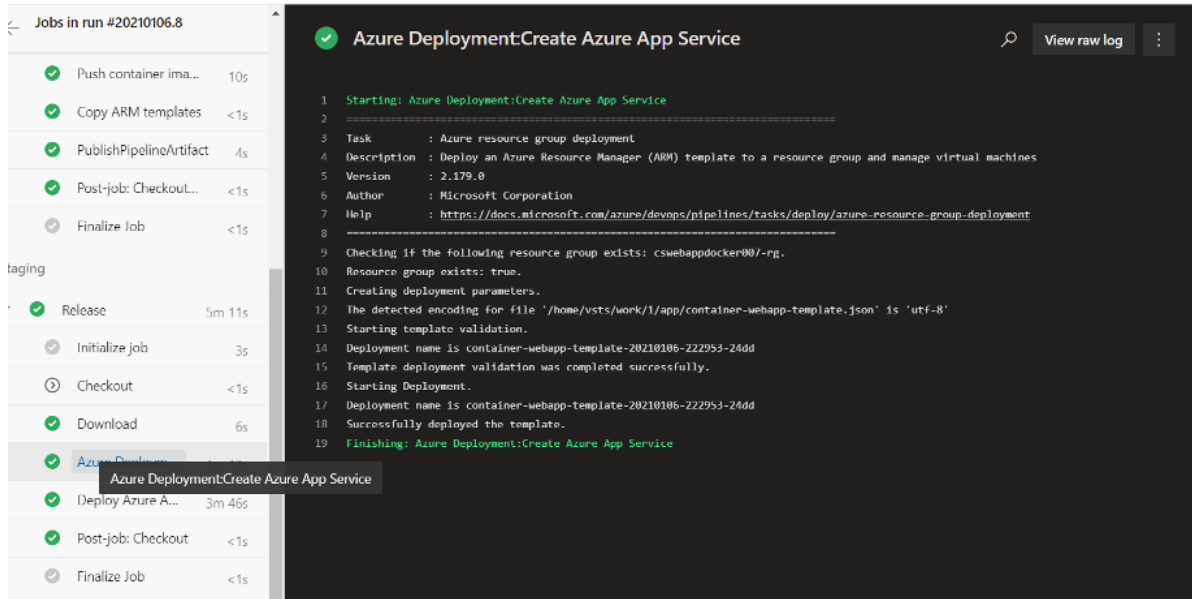 Jobs in run #20210106.8
Push container ima... 10s
Copy ARM templates <1s
PublishPipelineArtifact 4s
Post-job: Checkout... <1s
Finalize Job <1s
taging
Release 5m 11s
Initialize job 3s
Checkout <1s
Download 6s
Azure Deploym...
Azure Deployment:Create Azure App Service
Deploy Azure A... 3m 46s
Post-job: Checkout <1s
Finalize Job <1s
Azure Deployment:Create Azure App Service
View raw log
1 Starting: Azure Deployment:Create Azure App Service
2 ==============================================================================
3 Task : Azure resource group deployment
4 Description : Deploy an Azure Resource Manager (ARM) template to a resource group and manage virtual machines
5 Version : 2.179.0
6 Author : Microsoft Corporation
7 Help : https://docs.microsoft.com/azure/devops/pipelines/tasks/deploy/azure-resource-group-deployment
8 ==============================================================================
9 Checking if the following resource group exists: cswebappdocker007-rg.
10 Resource group exists: true.
11 Creating deployment parameters.
12 The detected encoding for file '/home/vsts/work/1/app/container-webapp-template.json' is 'utf-8'
13 Starting template validation.
14 Deployment name is container-webapp-template-20210106-222953-24dd
15 Template deployment validation was completed successfully.
16 Starting Deployment.
17 Deployment name is container-webapp-template-20210106-222953-24dd
18 Successfully deployed the template.
19 Finishing: Azure Deployment:Create Azure App Service